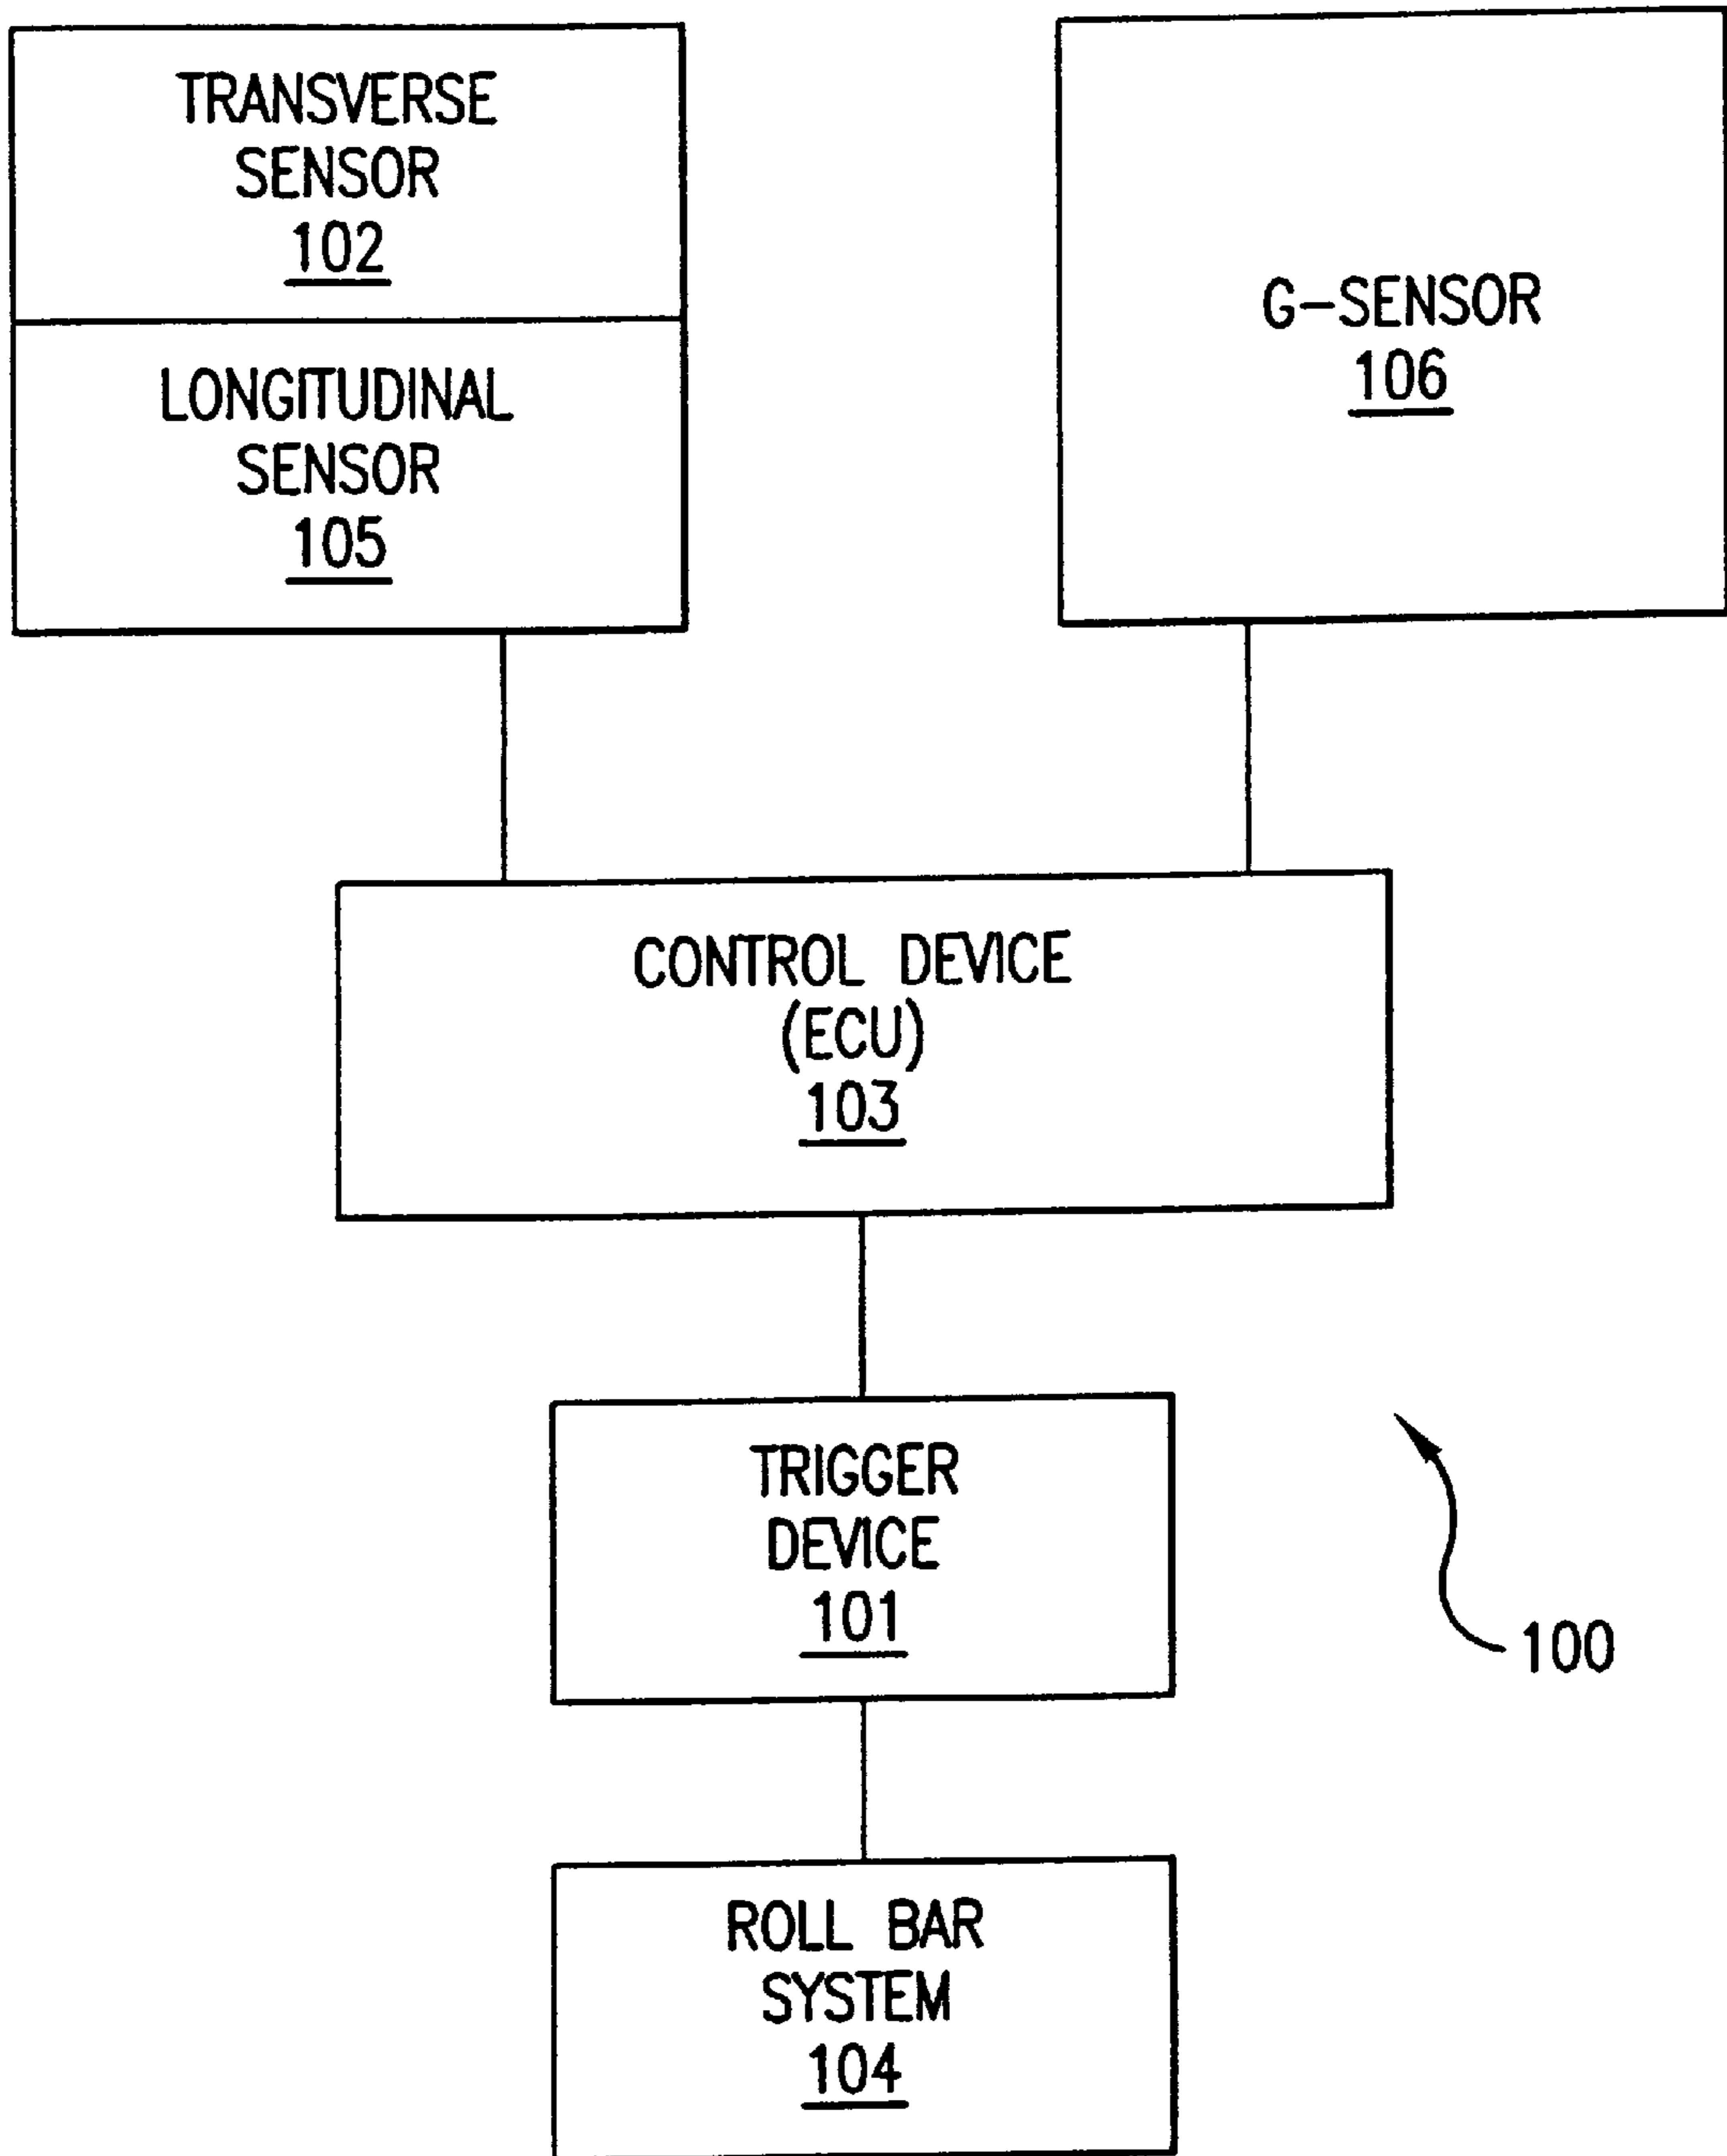 TRANSVERSE
SENSOR
102
LONGITUDINAL
SENSOR
105
G-SENSOR
106
CONTROL DEVICE
(ECU)
103
TRIGGER
DEVICE
101
100
ROLL BAR
SYSTEM
104